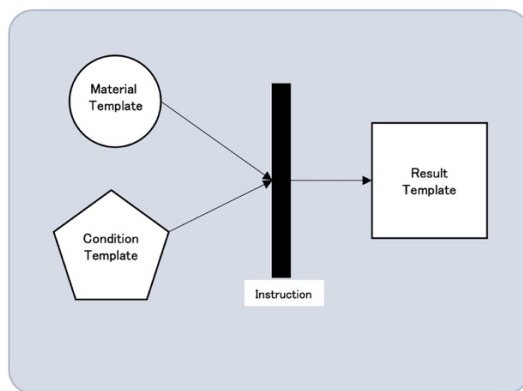 Material
Template
Condition
Template
Instruction
Result
Template